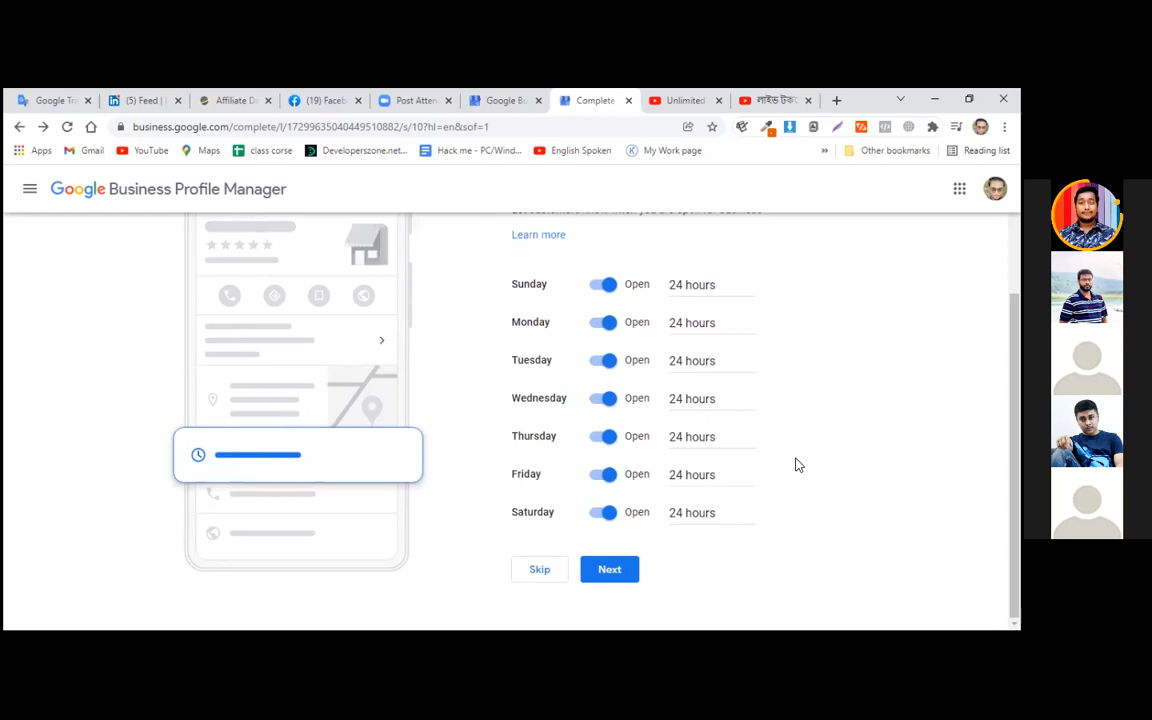 Google Tra
(5) Feed |
Affiliate D
(19) Faceb
Post Atten
Google Bu
Complete
Unlimited
লাইভ টক
business.google.com/complete/l/17299635040449510882/s/10?hl=en&sof=1
Apps
Gmail
YouTube
Maps
class corse
Developerszone.net...
Hack me - PC/Wind...
English Spoken
My Work page
»
Other bookmarks
Reading list
Google Business Profile Manager
Learn more
Sunday Open 24 hours
Monday Open 24 hours
Tuesday Open 24 hours
Wednesday Open 24 hours
Thursday Open 24 hours
Friday Open 24 hours
Saturday Open 24 hours
Skip Next